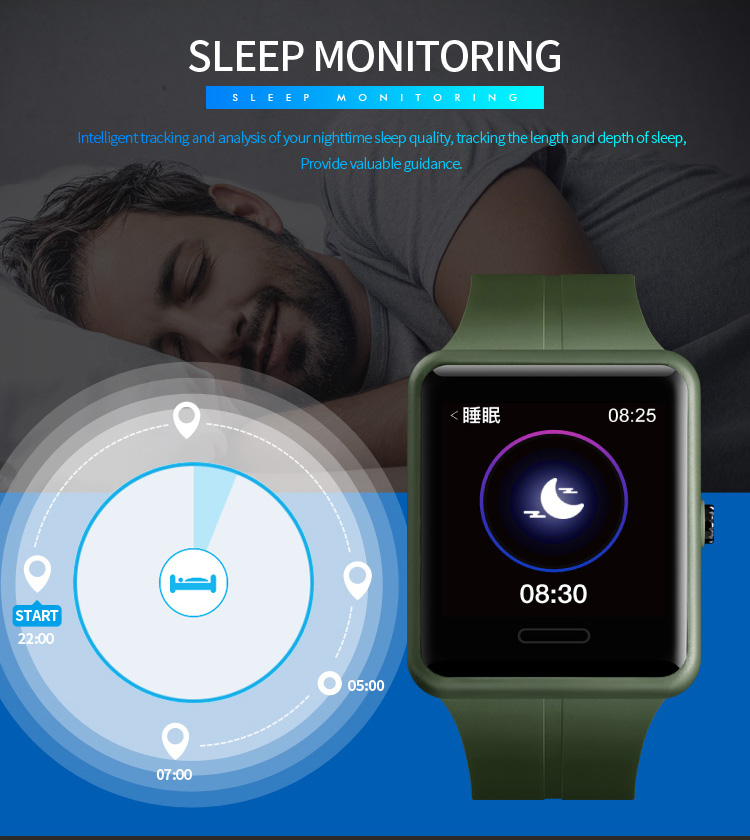 SLEEP MONITORING
SLEEP MONITORING
Intelligent tracking and analysis of your nighttime sleep quality, tracking the length and depth of sleep,
Provide valuable guidance.
< 睡眠 08:25
08:30
START
22:00
05:00
07:00